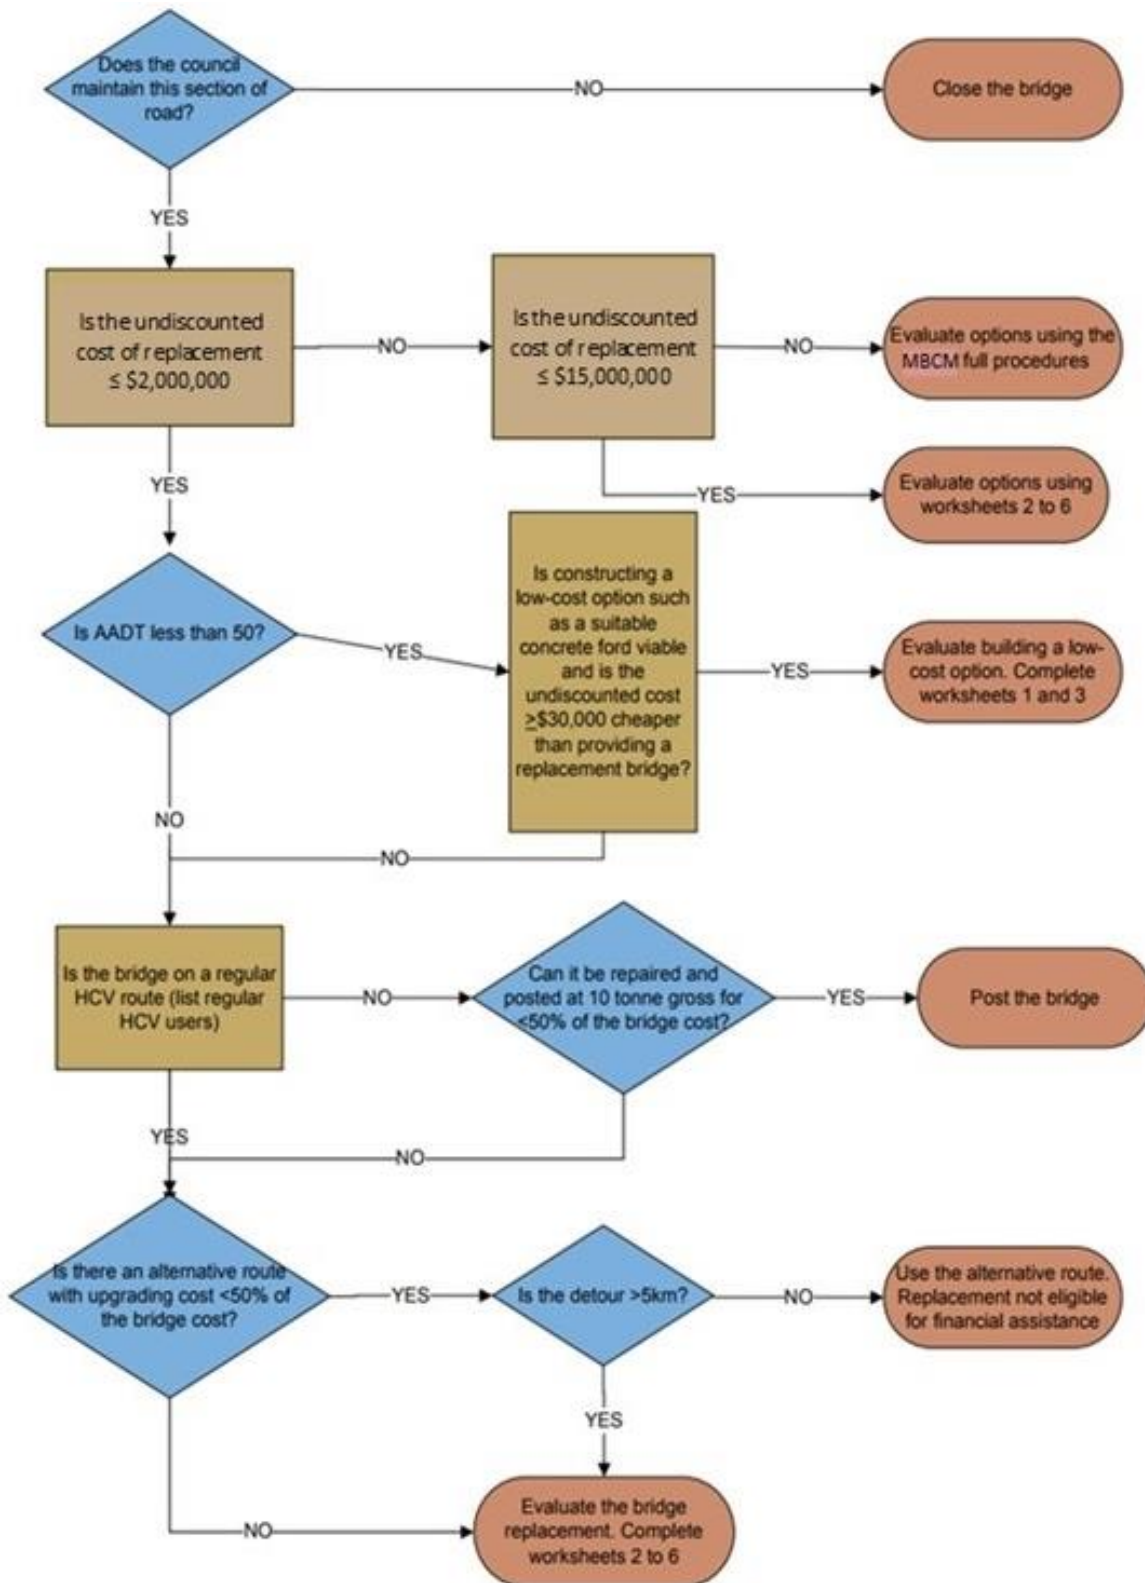 Does the council
maintain this section of
road?
NO
Close the bridge
YES
Is the undiscounted
cost of replacement
≤ $2,000,000
NO
Is the undiscounted
cost of replacement
≤ $15,000,000
NO
Evaluate options using the
MBCM full procedures
YES
YES
Evaluate options using
worksheets 2 to 6
Is AADT less than 50?
YES
Is constructing a
low-cost option such
as a suitable
concrete ford viable
and is the
undiscounted cost
≥$30,000 cheaper
than providing a
replacement bridge?
YES
Evaluate building a low-
cost option. Complete
worksheets 1 and 3
NO
NO
Is the bridge on a regular
HCV route (list regular
HCV users)
NO
Can it be repaired and
posted at 10 tonne gross for
<50% of the bridge cost?
YES
Post the bridge
YES
NO
Is there an alternative route
with upgrading cost <50% of
the bridge cost?
YES
Is the detour >5km?
NO
Use the alternative route.
Replacement not eligible
for financial assistance
YES
NO
Evaluate the bridge
replacement. Complete
worksheets 2 to 6